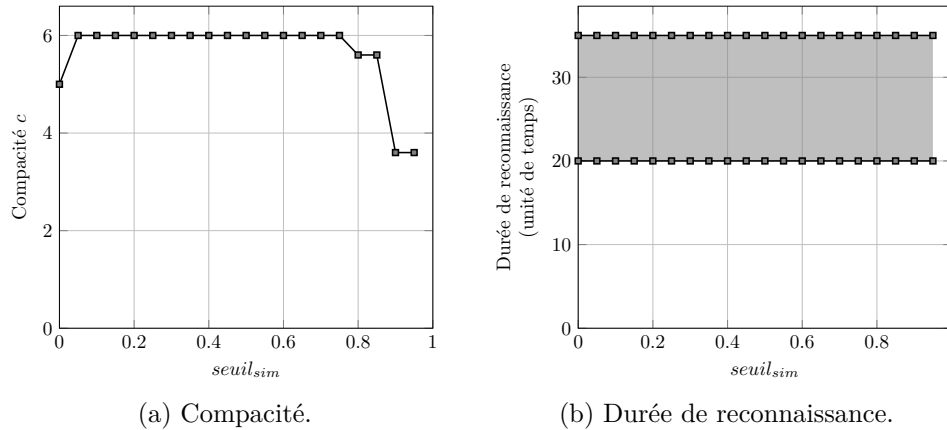 0
2
4
6
0
0.2
0.4
0.6
0.8
1
seuil_sim
Compacité c
(a) Compacité.
0
10
20
30
0
0.2
0.4
0.6
0.8
seuil_sim
Durée de reconnaissance
(unité de temps)
(b) Durée de reconnaissance.